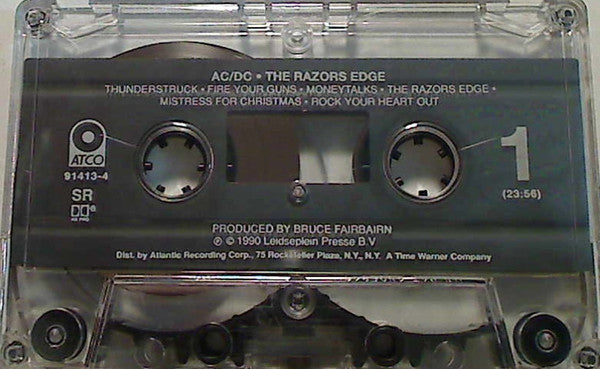 AC/DC • THE RAZORS EDGE
THUNDERSTRUCK • FIRE YOUR GUNS • MONEYTALKS • THE RAZORS EDGE •
MISTRESS FOR CHRISTMAS • ROCK YOUR HEART OUT
ATCO
91413-4
SR
1
(23:56)
PRODUCED BY BRUCE FAIRBAIRN
℗ © 1990 Leidseplein Presse B.V
Dist. by Atlantic Recording Corp., 75 Rockefeller Plaza, N.Y., N.Y. A Time Warner Company